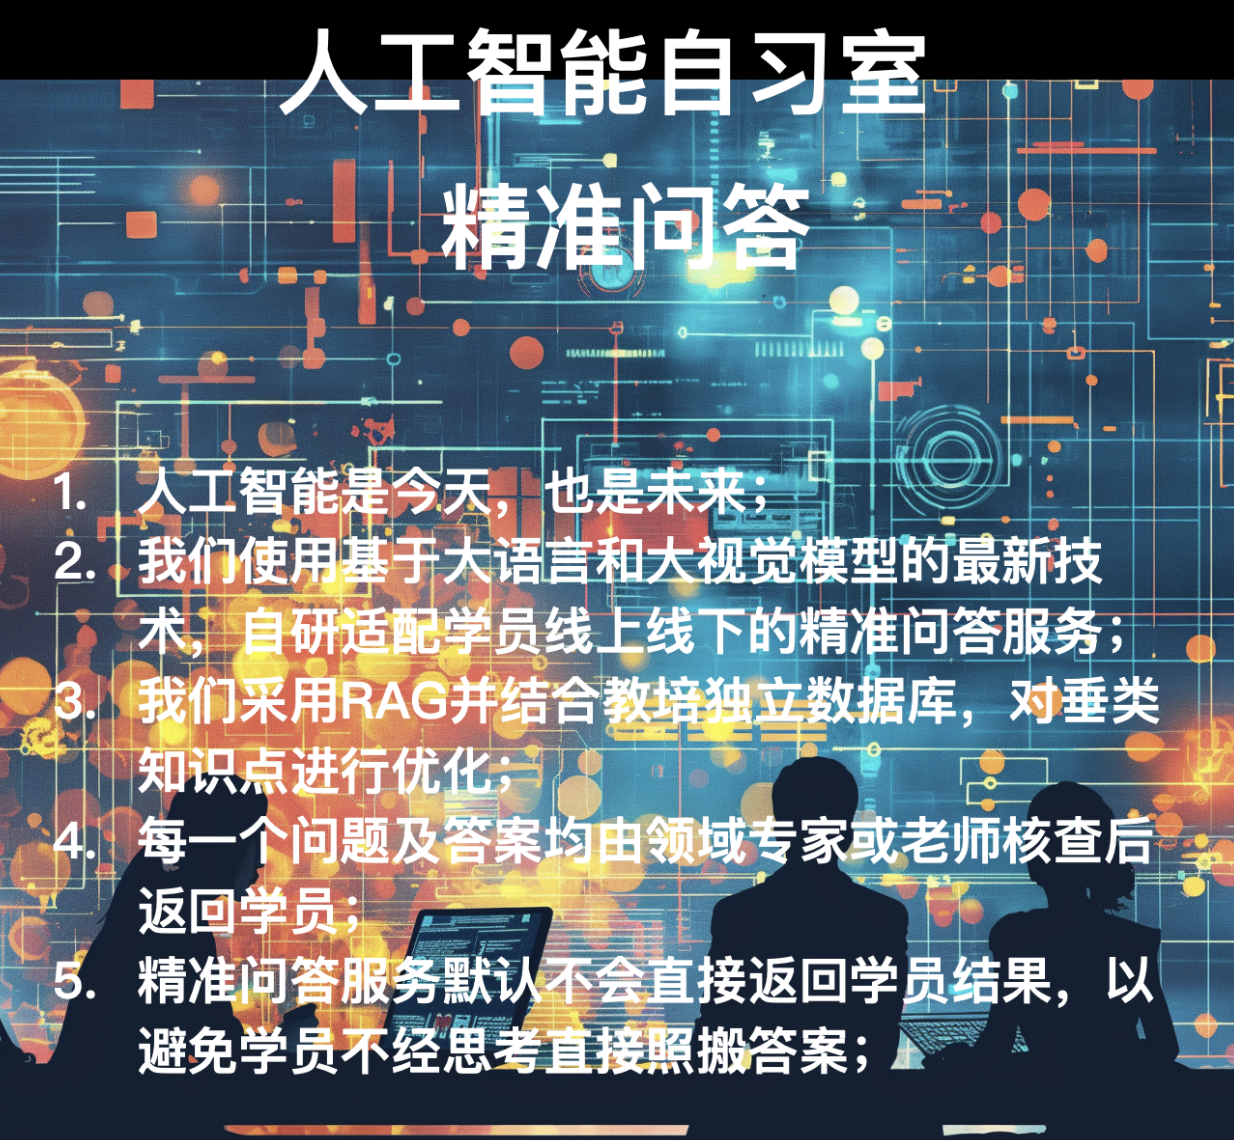 人工智能自习室
精准问答
1. 人工智能是今天，也是未来；
2. 我们使用基于大语言和大视觉模型的最新技
术，自研适配学员线上线下的精准问答服务；
3. 我们采用RAG并结合教培独立数据库，对垂类
知识点进行优化；
4. 每一个问题及答案均由领域专家或老师核查后
返回学员；
5. 精准问答服务默认不会直接返回学员结果，以
避免学员不经思考直接照搬答案；